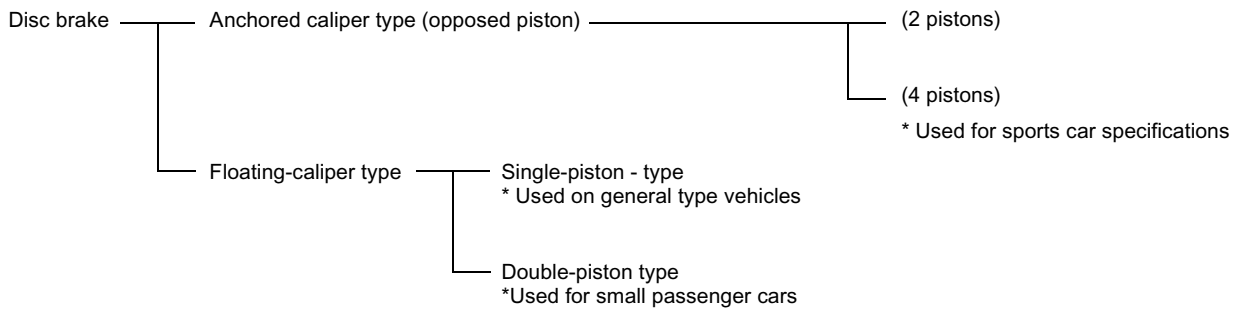 Disc brake
Anchored caliper type (opposed piston)
(2 pistons)
(4 pistons)
* Used for sports car specifications
Floating-caliper type
Single-piston - type
* Used on general type vehicles
Double-piston type
*Used for small passenger cars